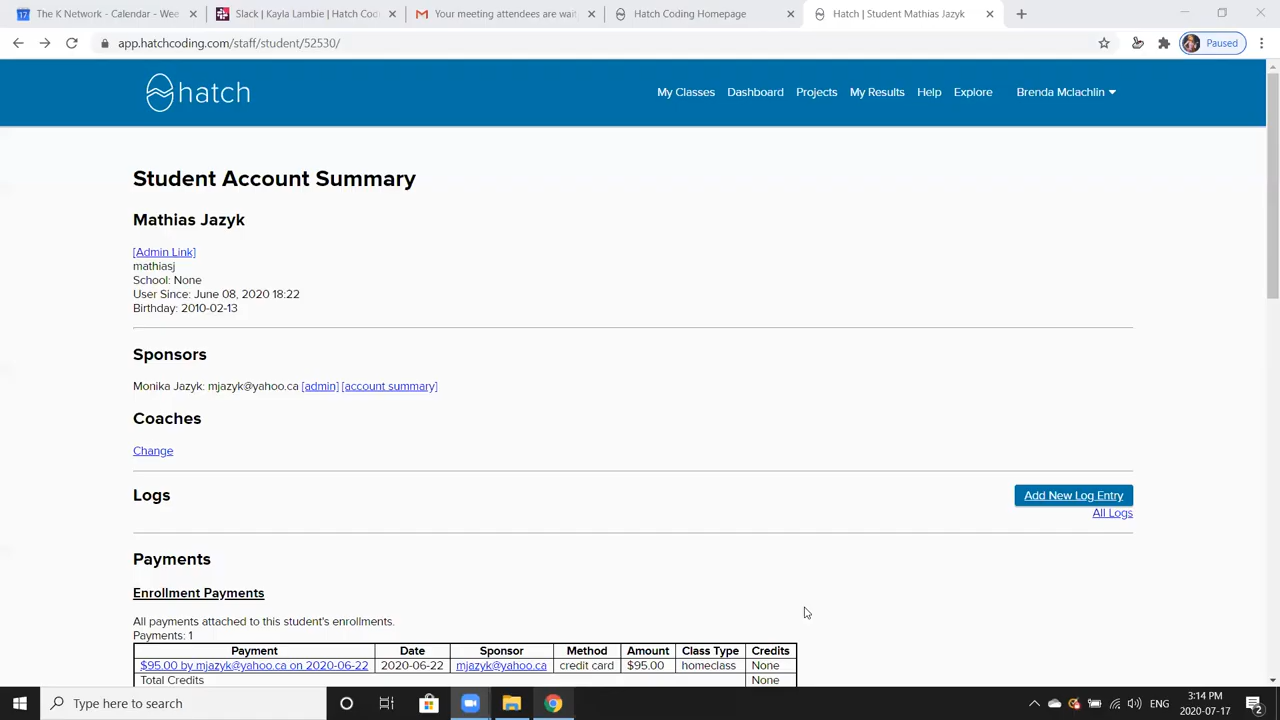 The K Network - Calendar - Wee
Slack | Kayla Lambie | Hatch Cod
Your meeting attendees are wait
Hatch Coding Homepage
Hatch | Student Mathias Jazyk
app.hatchcoding.com/staff/student/52530/
Paused
hatch
My Classes
Dashboard
Projects
My Results
Help
Explore
Brenda Mclachlin
Student Account Summary
Mathias Jazyk
[Admin Link]
mathiasj
School: None
User Since: June 08, 2020 18:22
Birthday: 2010-02-13
Sponsors
Monika Jazyk: mjazyk@yahoo.ca [admin] [account summary]
Coaches
Change
Logs
Add New Log Entry
All Logs
Payments
Enrollment Payments
All payments attached to this student's enrollments.
Payments: 1
Payment Date Sponsor Method Amount Class Type Credits
$95.00 by mjazyk@yahoo.ca on 2020-06-22 2020-06-22 mjazyk@yahoo.ca credit card $95.00 homeclass None
Total Credits None
Type here to search
ENG
3:14 PM
2020-07-17
2